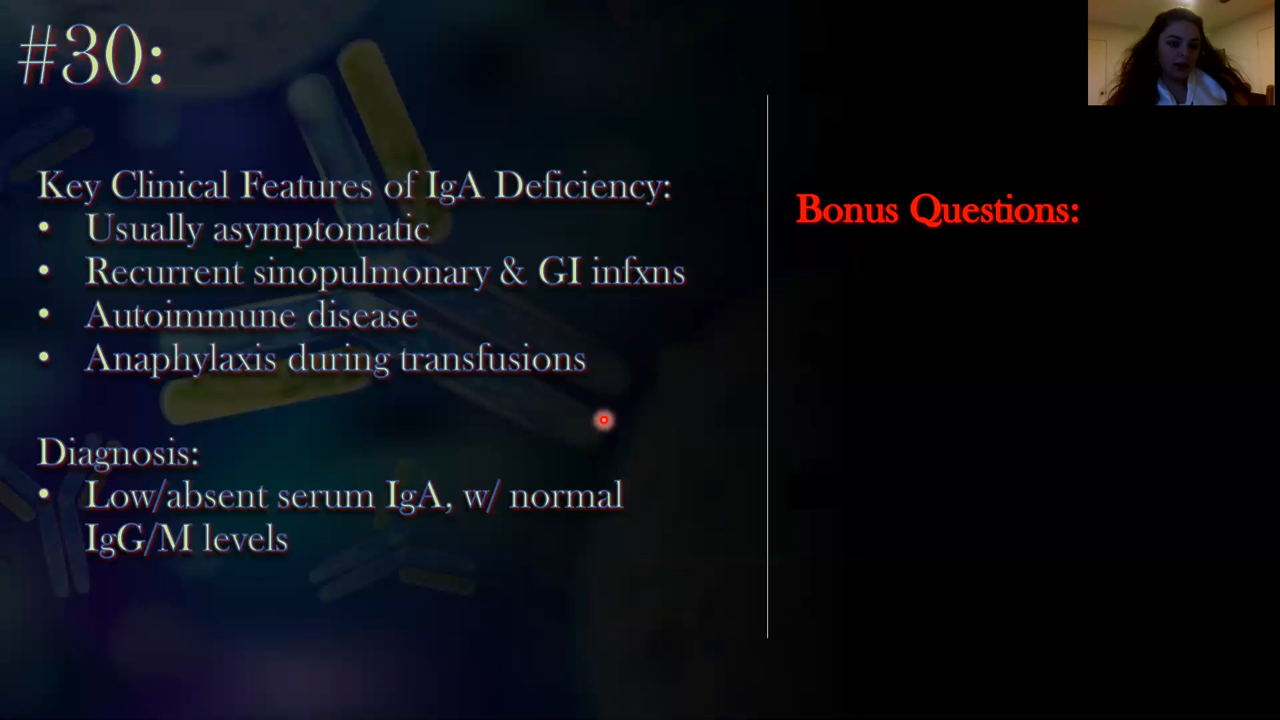 #30:
Key Clinical Features of IgA Deficiency:
• Usually asymptomatic
• Recurrent sinopulmonary & GI infxns
• Autoimmune disease
• Anaphylaxis during transfusions
Diagnosis:
• Low/absent serum IgA, w/ normal
IgG/M levels
Bonus Questions: